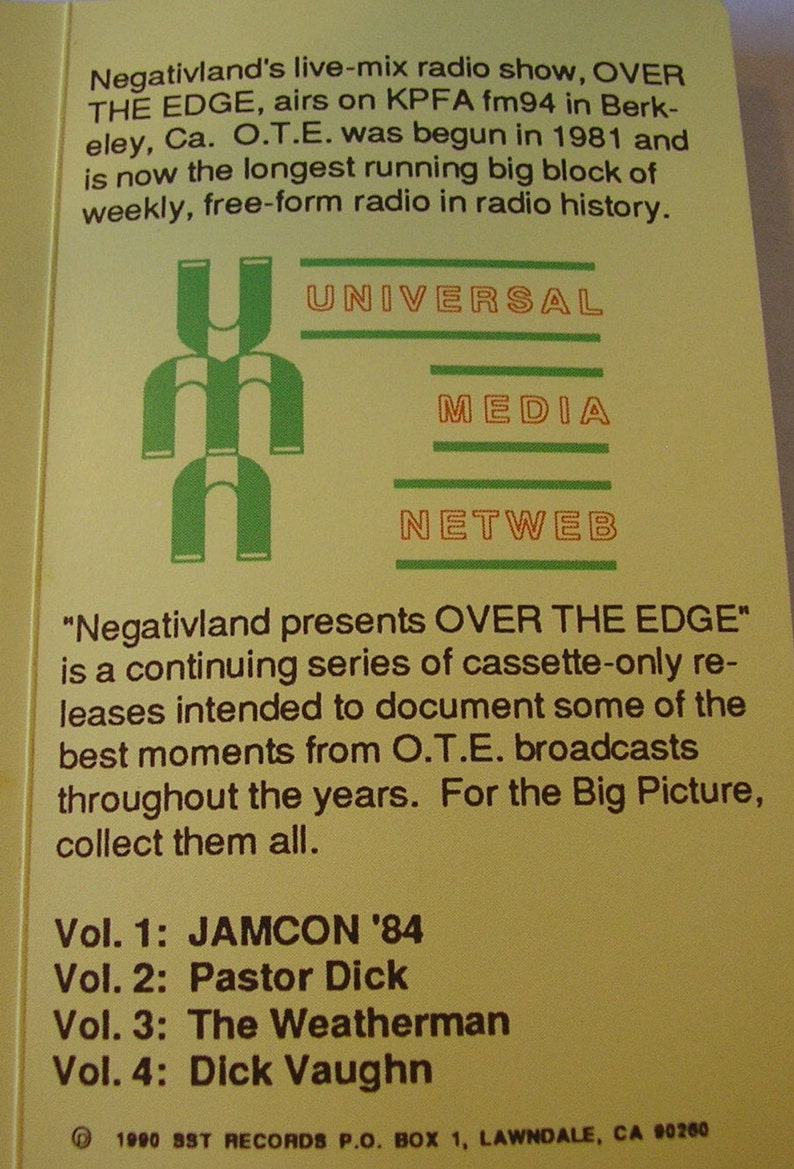 Negativland's live-mix radio show, OVER
THE EDGE, airs on KPFA fm94 in Berk-
eley, Ca. O.T.E. was begun in 1981 and
is now the longest running big block of
weekly, free-form radio in radio history.
UMN
UNIVERSAL
MEDIA
NETWEB
"Negativland presents OVER THE EDGE"
is a continuing series of cassette-only re-
leases intended to document some of the
best moments from O.T.E. broadcasts
throughout the years. For the Big Picture,
collect them all.
Vol. 1: JAMCON '84
Vol. 2: Pastor Dick
Vol. 3: The Weatherman
Vol. 4: Dick Vaughn
℗ 1990 SST RECORDS P.O. BOX 1, LAWNDALE, CA 90260